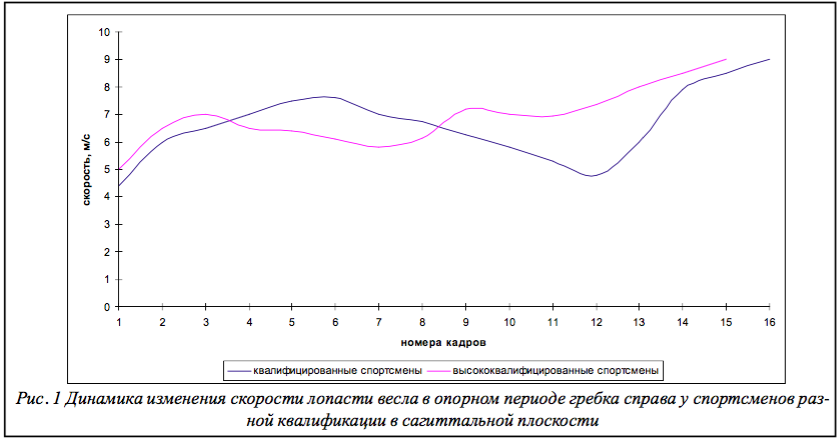 10
9
8
7
6
5
4
3
2
1
0
скорость, м/с
1 2 3 4 5 6 7 8 9 10 11 12 13 14 15 16
номера кадров
квалифицированные спортсмены высококвалифицированные спортсмены
Рис. 1 Динамика изменения скорости лопасти весла в опорном периоде гребка справа у спортсменов раз-
ной квалификации в сагиттальной плоскости